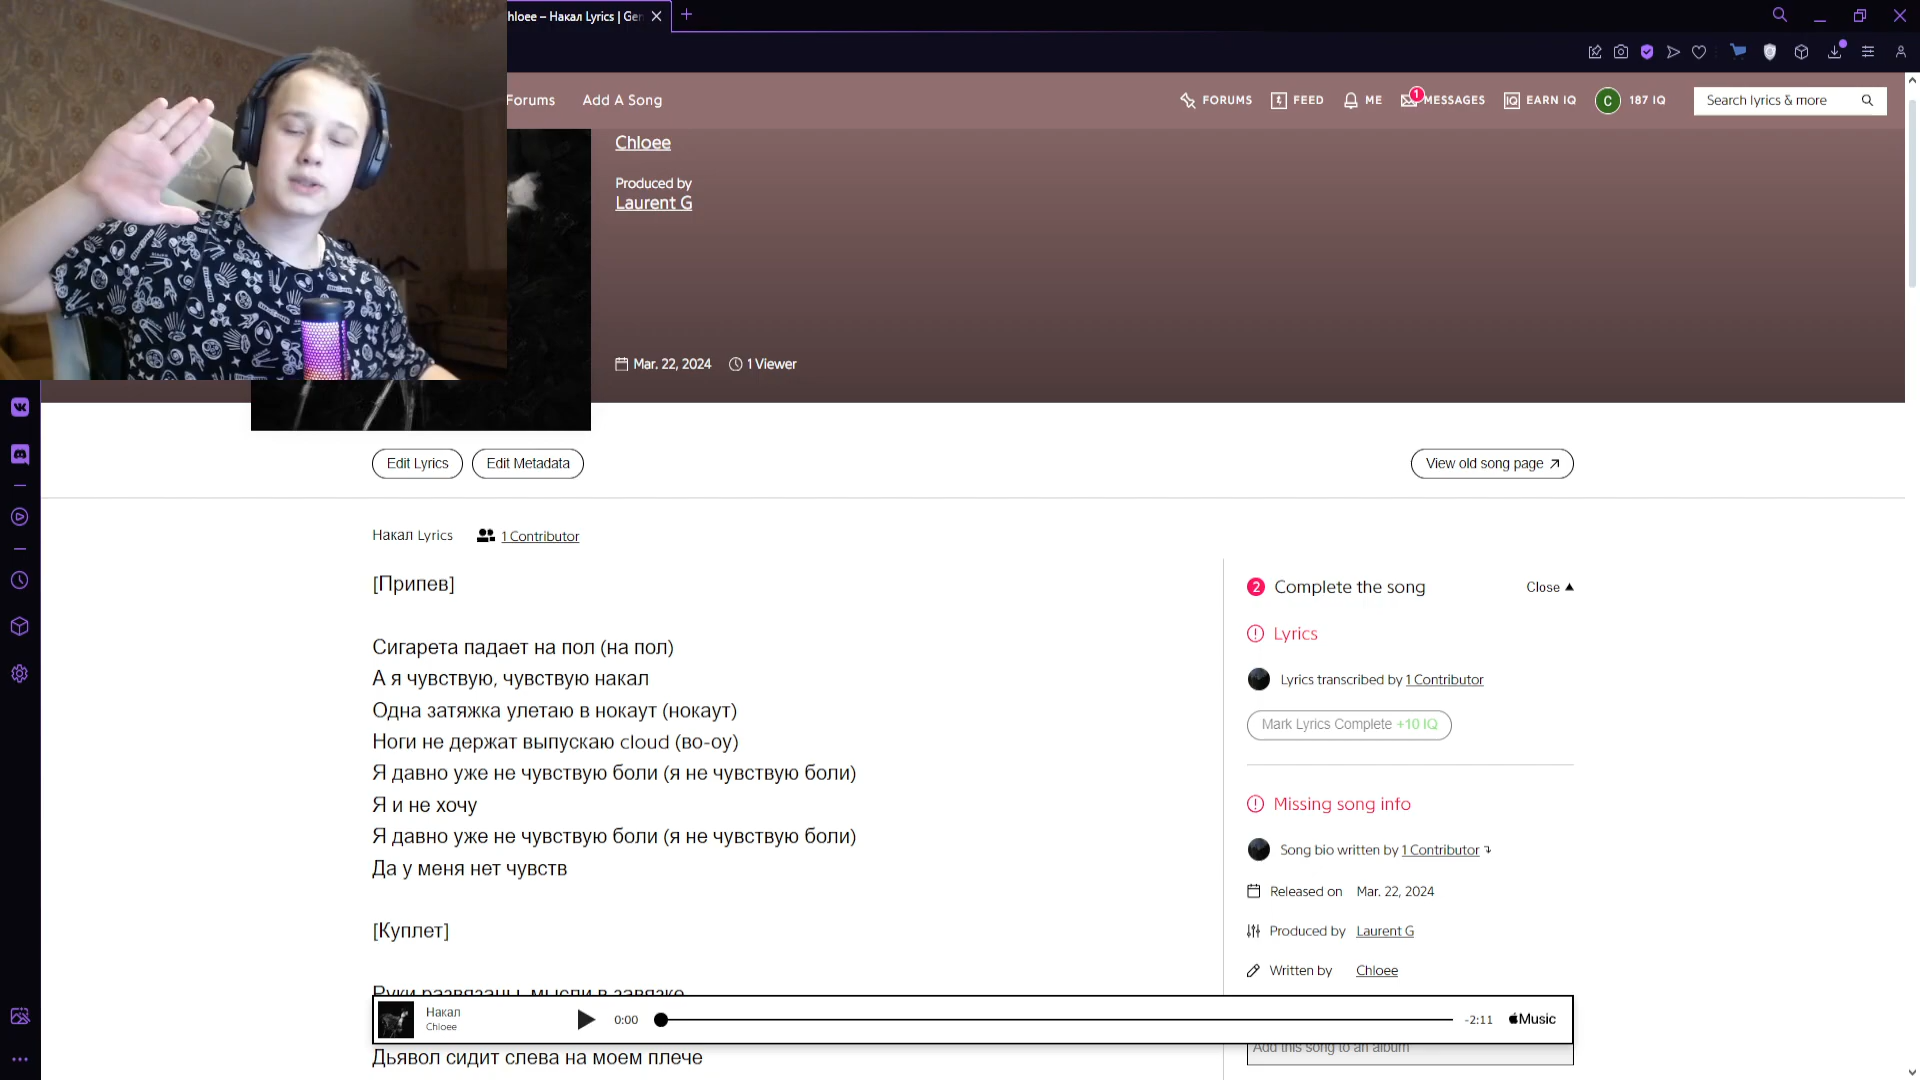 hloee – Накал Lyrics | Gen
Forums
Add A Song
FORUMS
FEED
ME
1
MESSAGES
IQ
EARN IQ
C
187 IQ
Search lyrics & more
Chloee
Produced by
Laurent G
Mar. 22, 2024
1 Viewer
Edit Lyrics
Edit Metadata
View old song page
Накал Lyrics
1 Contributor
[Припев]
Сигарета падает на пол (на пол)
А я чувствую, чувствую накал
Одна затяжка улетаю в нокаут (нокаут)
Ноги не держат выпускаю cloud (во-оу)
Я давно уже не чувствую боли (я не чувствую боли)
Я и не хочу
Я давно уже не чувствую боли (я не чувствую боли)
Да у меня нет чувств
[Куплет]
Руки развязаны, мысли в завязке
Дьявол сидит слева на моем плече
2
Complete the song
Close
Lyrics
Lyrics transcribed by 1 Contributor
Mark Lyrics Complete +10 IQ
Missing song info
Song bio written by 1 Contributor
Released on
Mar. 22, 2024
Produced by
Laurent G
Written by
Chloee
Add this song to an album
Накал
Chloee
0:00
-2:11
Music